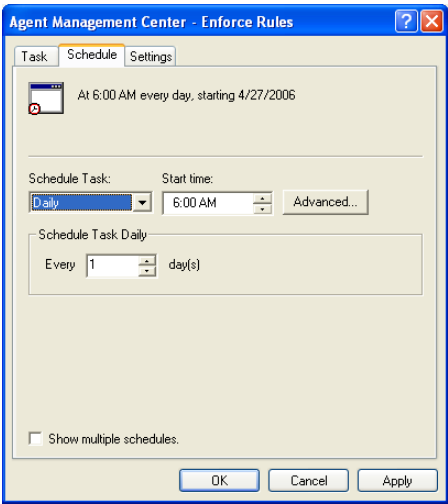 Agent Management Center - Enforce Rules
Task Schedule Settings
At 6:00 AM every day, starting 4/27/2006
Schedule Task: Start time:
Daily 6:00 AM Advanced...
Schedule Task Daily
Every 1 day(s)
Show multiple schedules.
OK Cancel Apply